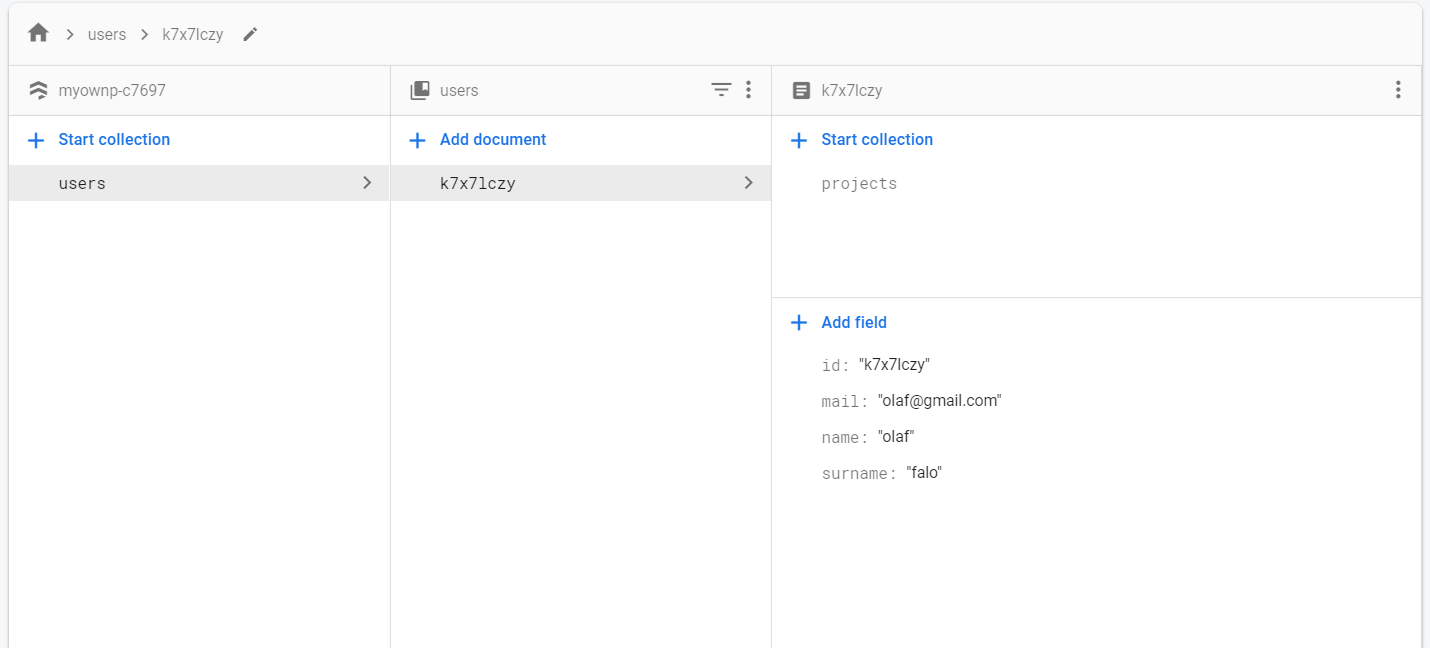 users k7x7lczy
myownp-c7697
Start collection
users
users
Add document
k7x7lczy
k7x7lczy
Start collection
projects
Add field
id: "k7x7lczy"
mail: "olaf@gmail.com"
name: "olaf"
surname: "falo"